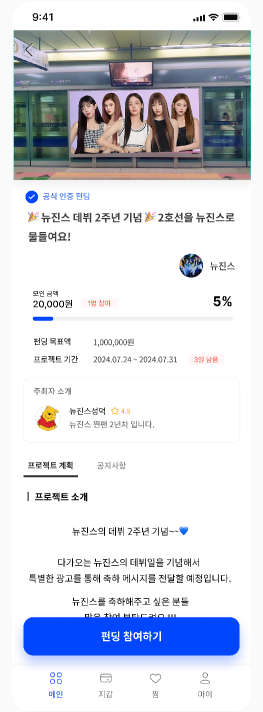 9:41
공식 인증 펀딩
🎉 뉴진스 데뷔 2주년 기념 🎉 2호선을 뉴진스로
물들여요!
뉴진스
모인 금액
20,000원 1명 참여 5%
펀딩 목표액 1,000,000원
프로젝트 기간 2024.07.24 ~ 2024.07.31 3일 남음
주최자 소개
뉴진스성덕 ☆ 4.5
뉴진스 찐팬 2년차 입니다.
프로젝트 계획 공지사항
프로젝트 소개
뉴진스의 데뷔 2주년 기념~~💙
다가오는 뉴진스의 데뷔일을 기념해서
특별한 광고를 통해 축하 메시지를 전달할 예정입니다.
뉴진스를 축하해주고 싶은 분들
펀딩 참여하기
메인 지갑 찜 마이